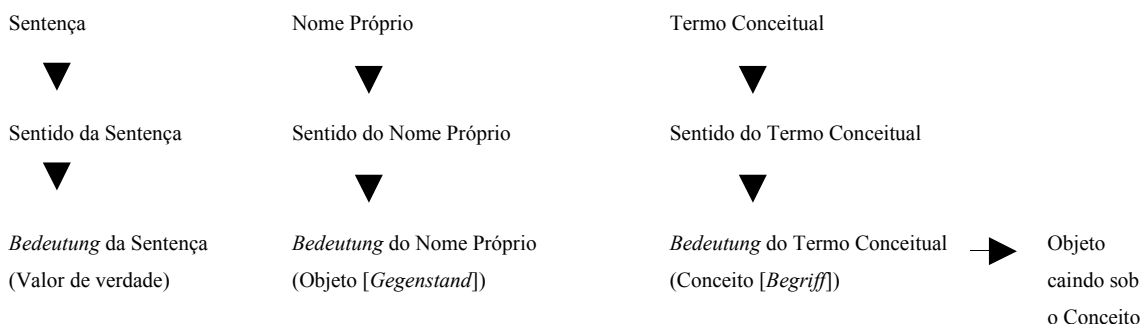 Sentença Nome Próprio Termo Conceitual
Sentido da Sentença Sentido do Nome Próprio Sentido do Termo Conceitual
Bedeutung da Sentença Bedeutung do Nome Próprio Bedeutung do Termo Conceitual Objeto
(Valor de verdade) (Objeto [Gegenstand]) (Conceito [Begriff]) caindo sob
o Conceito